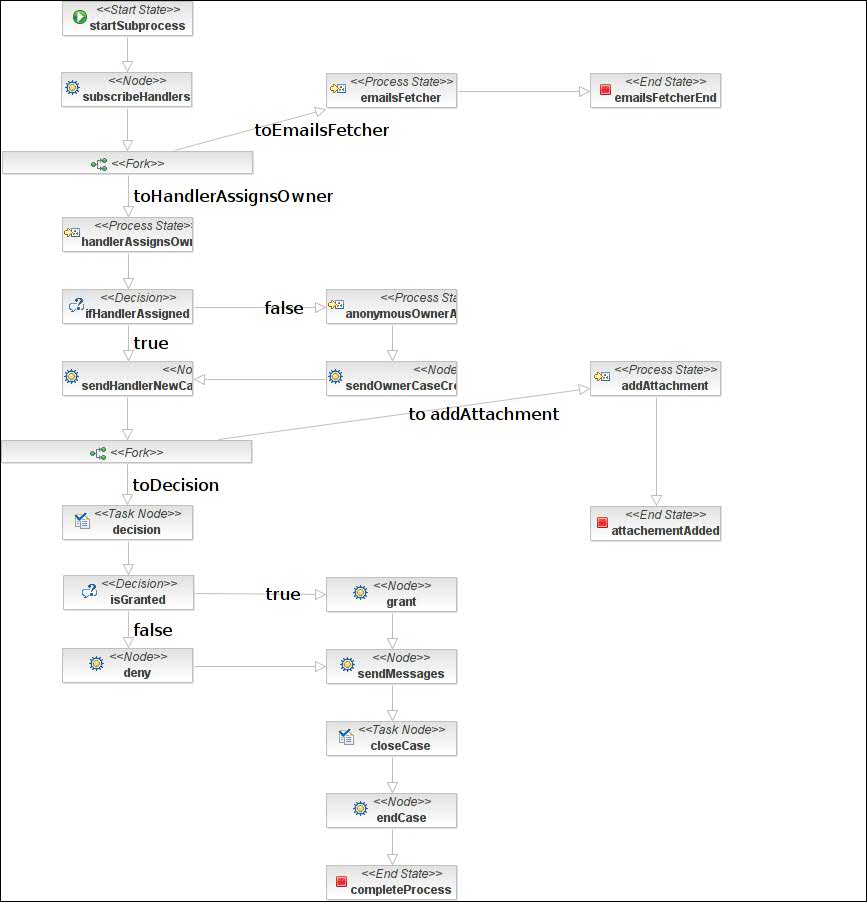 <<Start State>>
startSubprocess
<<Node>>
subscribeHandlers
<<Process State>>
emailsFetcher
<<End State>>
emailsFetcherEnd
toEmailsFetcher
<<Fork>>
toHandlerAssignsOwner
<<Process State>
handlerAssignsOwn
<<Decision>>
ifHandlerAssigned
false
<<Process Sta
anonymousOwnerA
true
<<No
sendHandlerNewCa
<<Node
sendOwnerCaseCre
<<Process State>>
addAttachment
to addAttachment
<<Fork>>
toDecision
<<Task Node>>
decision
<<End State>>
attachementAdded
<<Decision>>
isGranted
true
<<Node>>
grant
false
<<Node>>
deny
<<Node>>
sendMessages
<<Task Node>>
closeCase
<<Node>>
endCase
<<End State>>
completeProcess